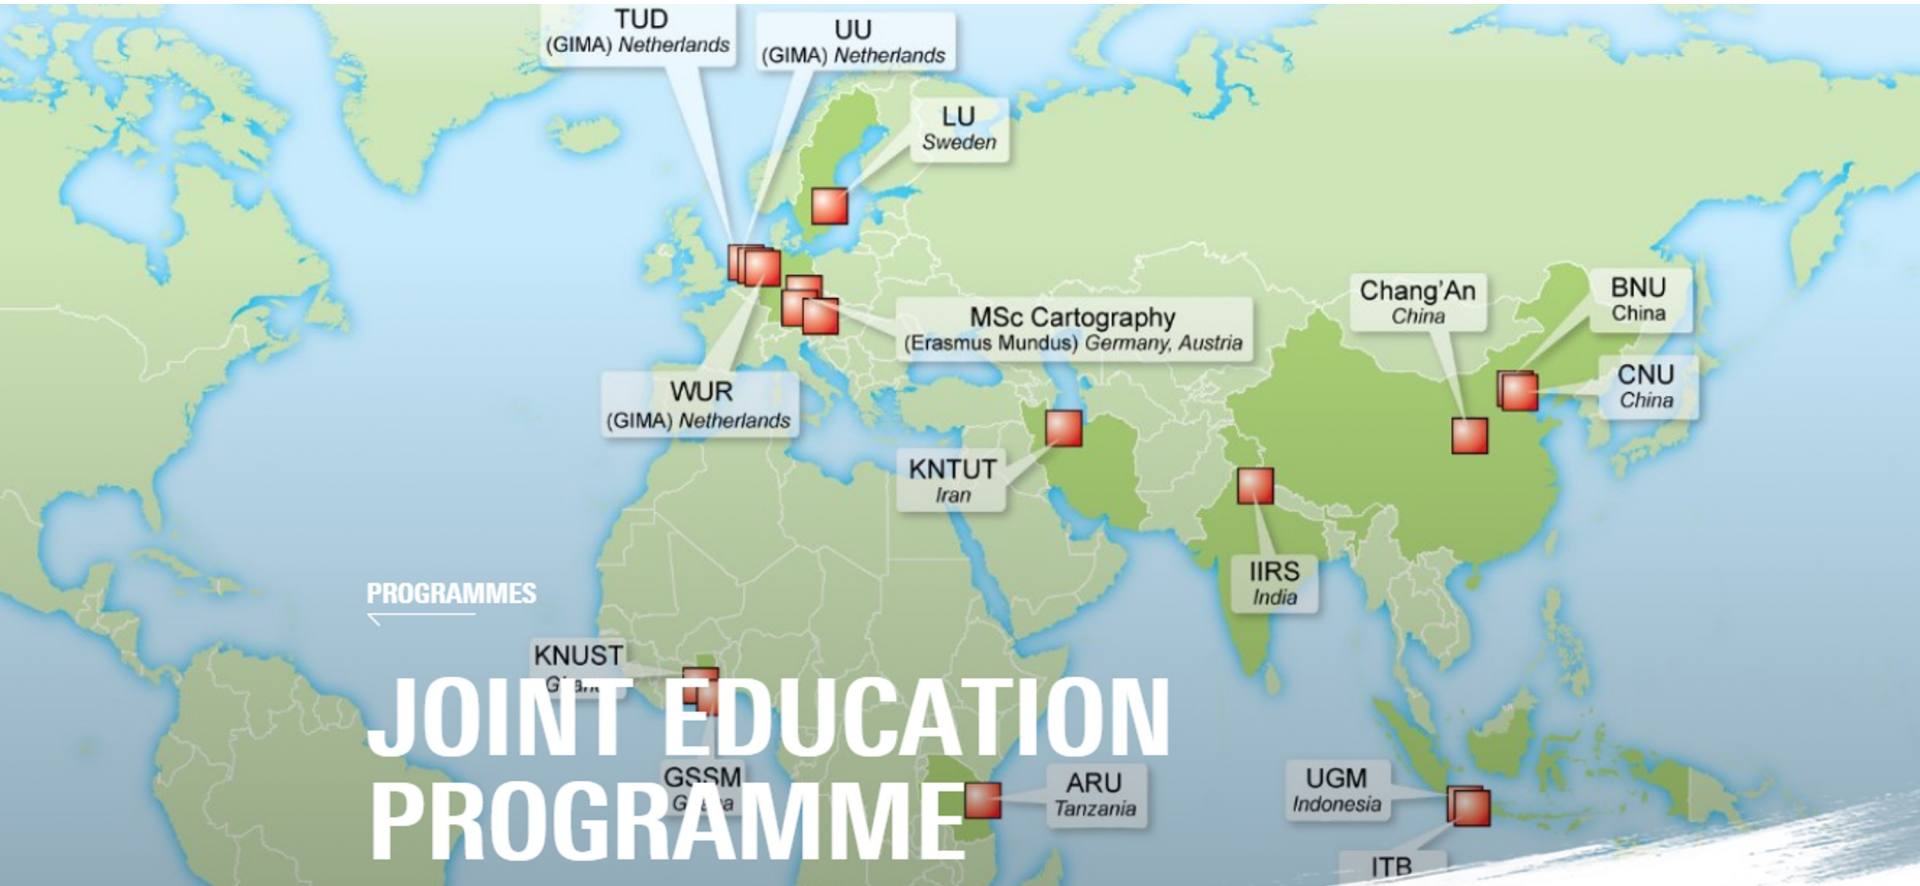 TUD
(GIMA) Netherlands
UU
(GIMA) Netherlands
LU
Sweden
MSc Cartography
(Erasmus Mundus) Germany, Austria
Chang'An
China
BNU
China
CNU
China
WUR
(GIMA) Netherlands
KNTUT
Iran
IIRS
India
PROGRAMMES
KNUST
Ghana
JOINT EDUCATION
PROGRAMME
GSSM
Ghana
ARU
Tanzania
UGM
Indonesia
ITB